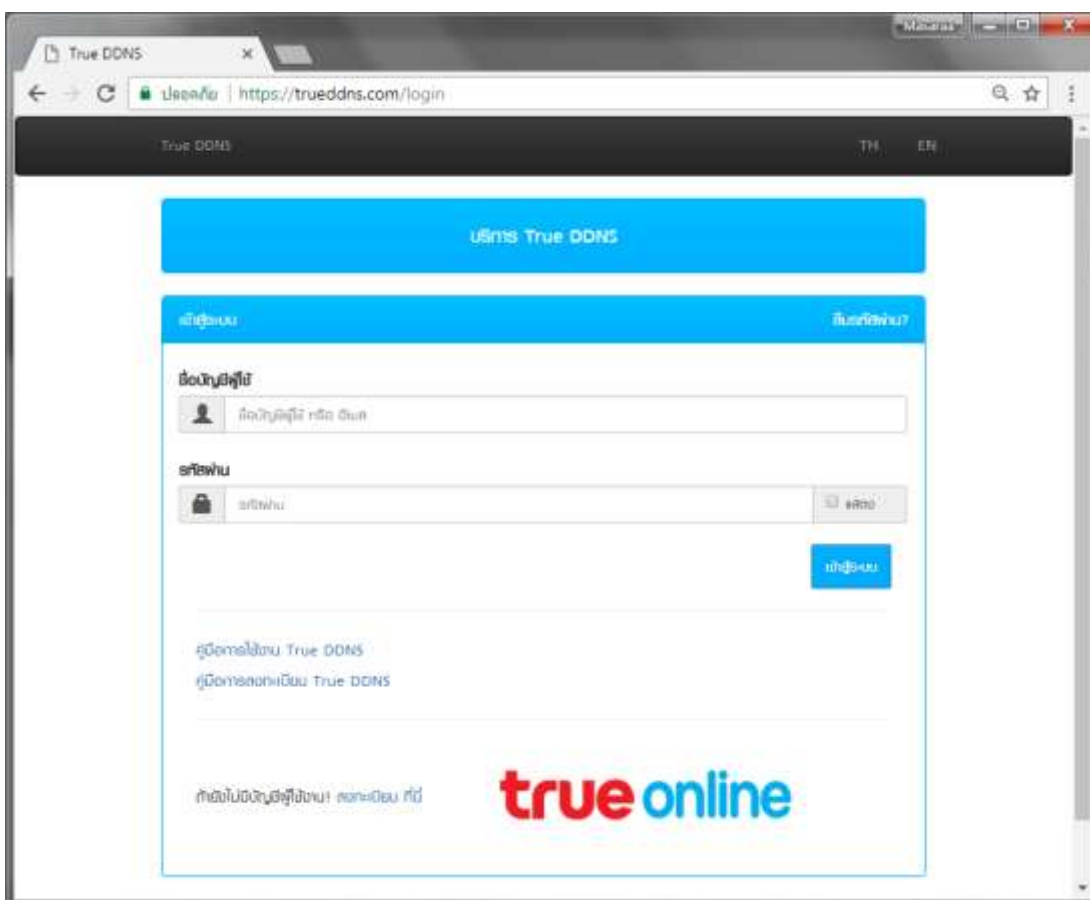 Masaraa
True DDNS
ปลอดภัย https://trueddns.com/login
True DDNS TH EN
บริการ True DDNS
เข้าสู่ระบบ ลืมรหัสผ่าน?
ชื่อบัญชีผู้ใช้
ชื่อบัญชีผู้ใช้ หรือ อีเมล
รหัสผ่าน
รหัสผ่าน แสดง
เข้าสู่ระบบ
คู่มือการใช้งาน True DDNS
คู่มือการลงทะเบียน True DDNS
ถ้ายังไม่มีบัญชีผู้ใช้งาน! ลงทะเบียน ที่นี่
true online